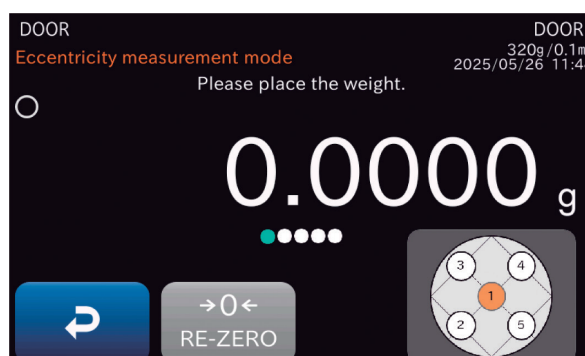 DOOR DOOR
Eccentricity measurement mode
320g/0.1m
2025/05/26 11:4
Please place the weight.
0.0000 g
→0←
RE-ZERO
3 4
1
2 5